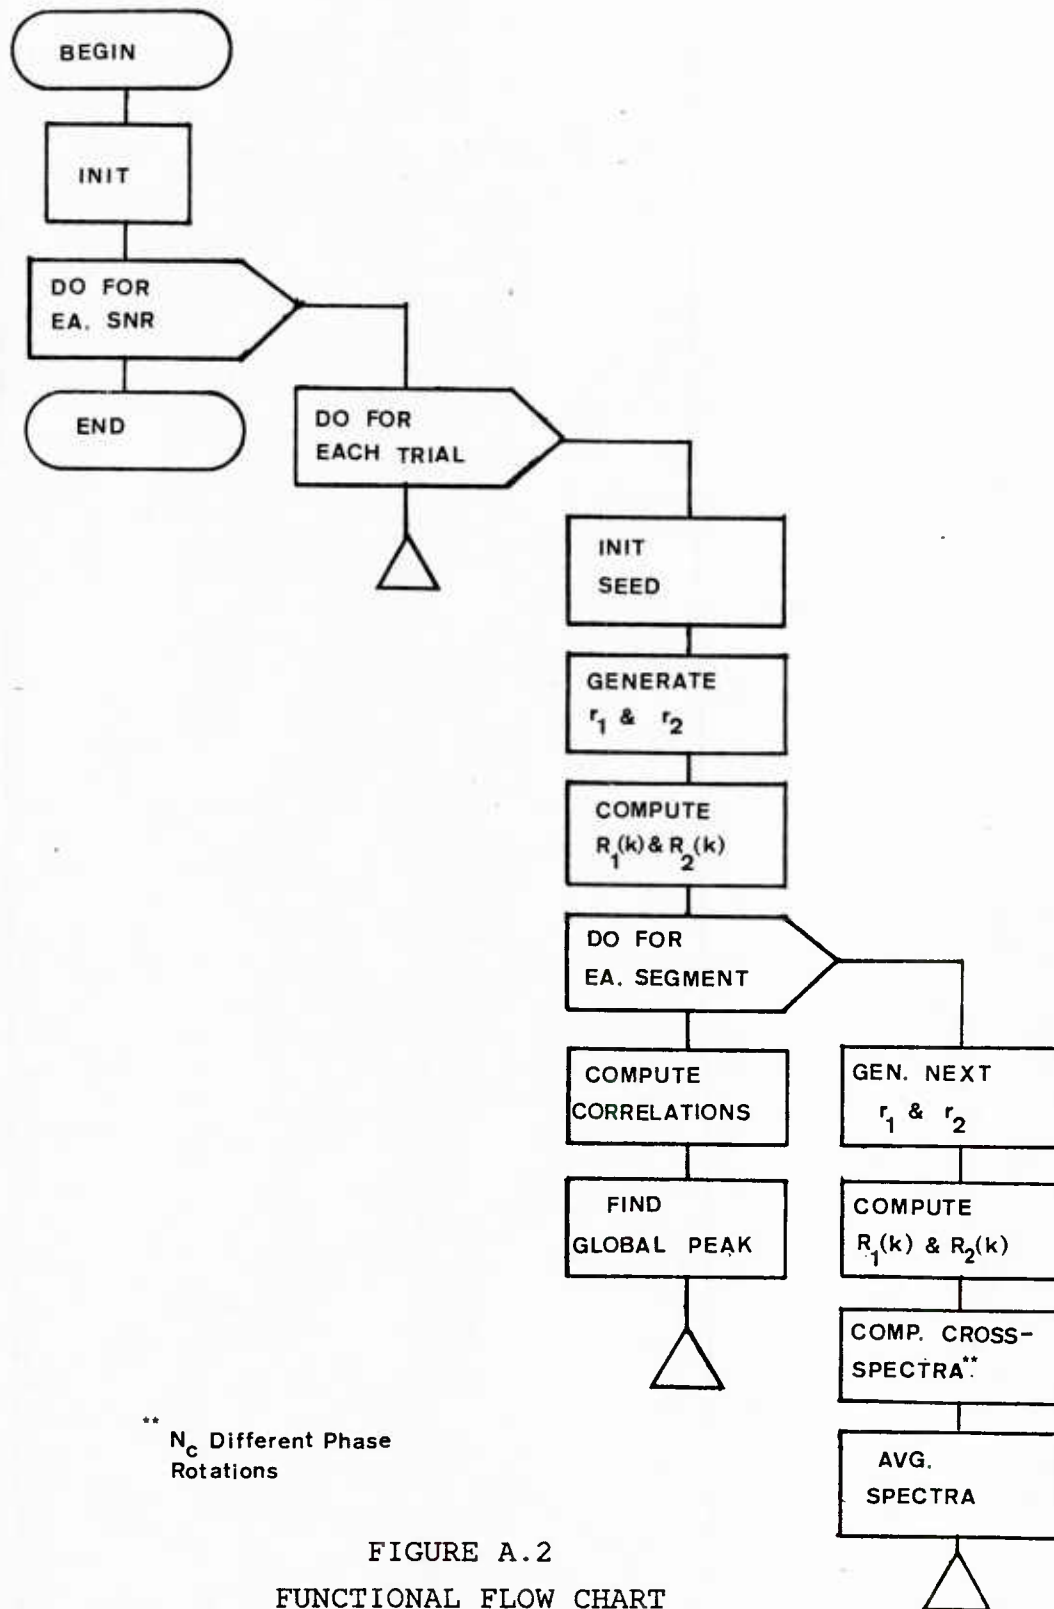 BEGIN
INIT
DO FOR
EA. SNR
END
DO FOR
EACH TRIAL
INIT
SEED
GENERATE
r₁ & r₂
COMPUTE
R₁(k) & R₂(k)
DO FOR
EA. SEGMENT
COMPUTE
CORRELATIONS
FIND
GLOBAL PEAK
GEN. NEXT
r₁ & r₂
COMPUTE
R₁(k) & R₂(k)
COMP. CROSS-
SPECTRA**
AVG.
SPECTRA
** N_c Different Phase
Rotations
FIGURE A.2
FUNCTIONAL FLOW CHART